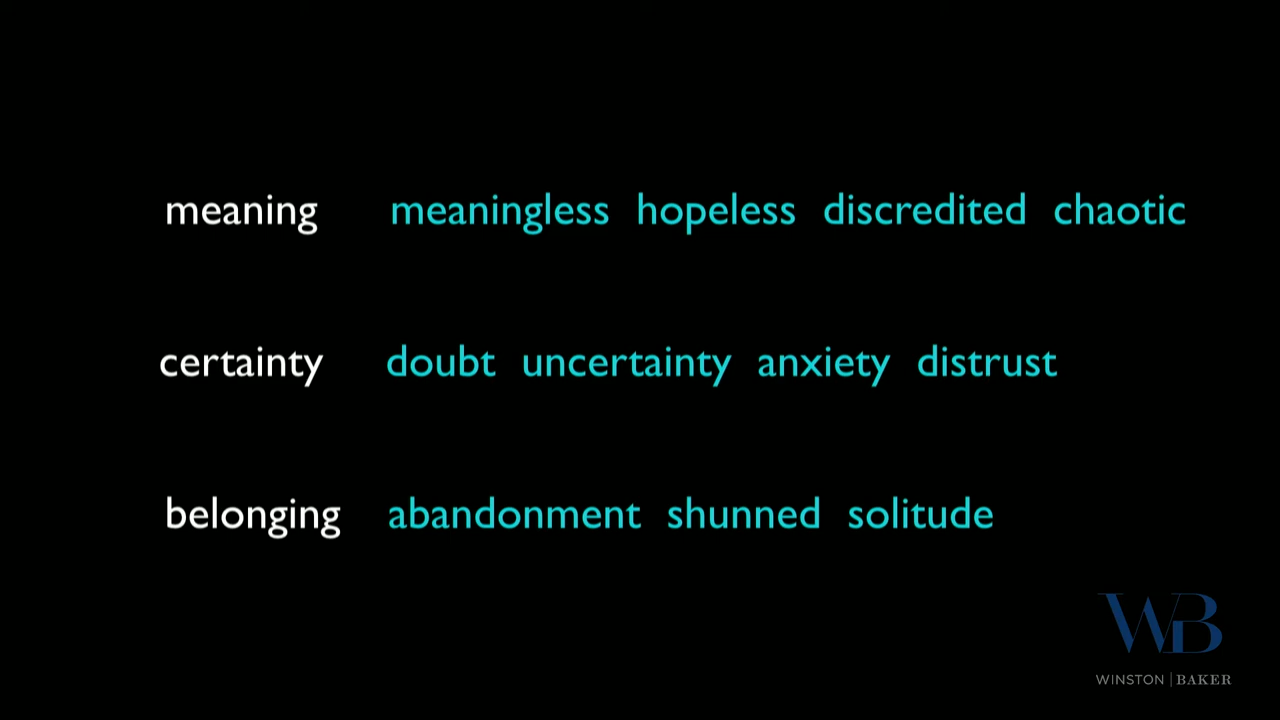 meaning meaningless hopeless discredited chaotic
certainty doubt uncertainty anxiety distrust
belonging abandonment shunned solitude
WB
WINSTON | BAKER